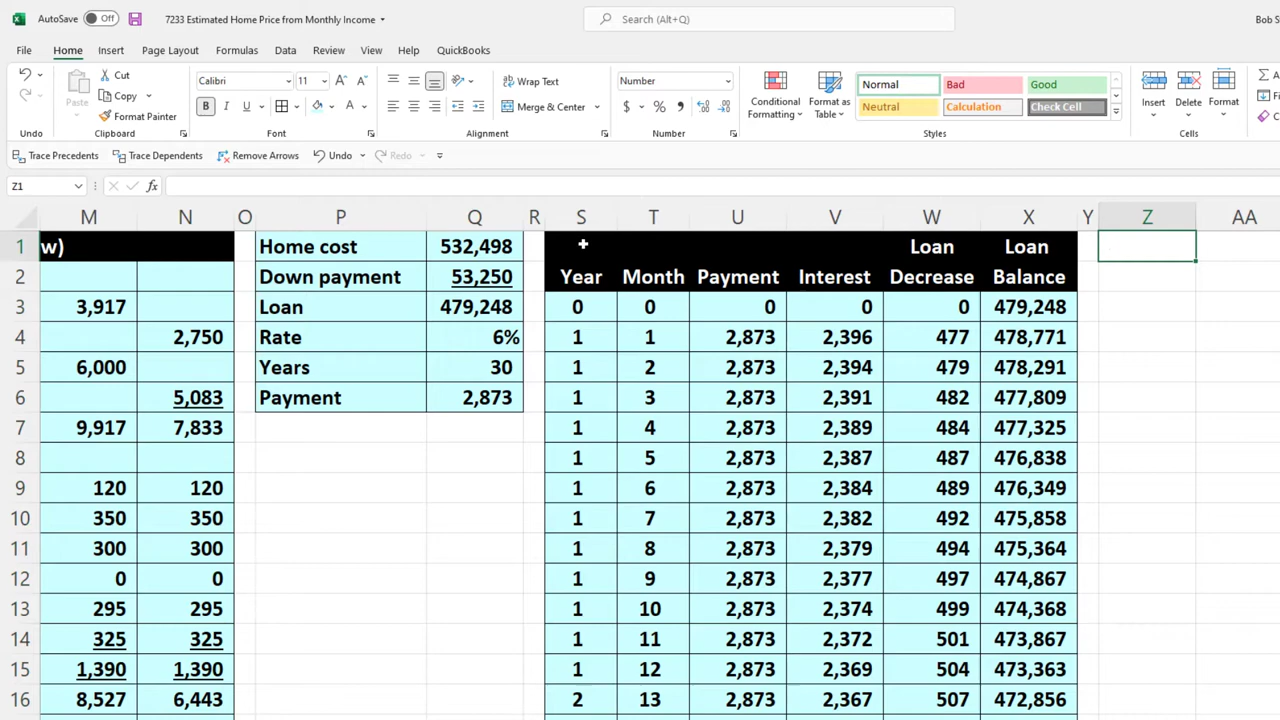 AutoSave Off 7233 Estimated Home Price from Monthly Income Search (Alt+Q) Bob S
File Home Insert Page Layout Formulas Data Review View Help QuickBooks
Paste Cut Calibri 11 Wrap Text Number Conditional Formatting Format as Table Normal Bad Good Insert Delete Format
Copy B I U Merge & Center $ % Neutral Calculation Check Cell
Format Painter
Undo Clipboard Font Alignment Number Styles Cells
Trace Precedents Trace Dependents Remove Arrows Undo Redo
Z1 fx
M N O P Q R S T U V W X Y Z AA
1 w) Home cost 532,498 Loan Loan
2 Down payment 53,250 Year Month Payment Interest Decrease Balance
3 3,917 Loan 479,248 0 0 0 0 0 479,248
4 2,750 Rate 6% 1 1 2,873 2,396 477 478,771
5 6,000 Years 30 1 2 2,873 2,394 479 478,291
6 5,083 Payment 2,873 1 3 2,873 2,391 482 477,809
7 9,917 7,833 1 4 2,873 2,389 484 477,325
8 1 5 2,873 2,387 487 476,838
9 120 120 1 6 2,873 2,384 489 476,349
10 350 350 1 7 2,873 2,382 492 475,858
11 300 300 1 8 2,873 2,379 494 475,364
12 0 0 1 9 2,873 2,377 497 474,867
13 295 295 1 10 2,873 2,374 499 474,368
14 325 325 1 11 2,873 2,372 501 473,867
15 1,390 1,390 1 12 2,873 2,369 504 473,363
16 8,527 6,443 2 13 2,873 2,367 507 472,856